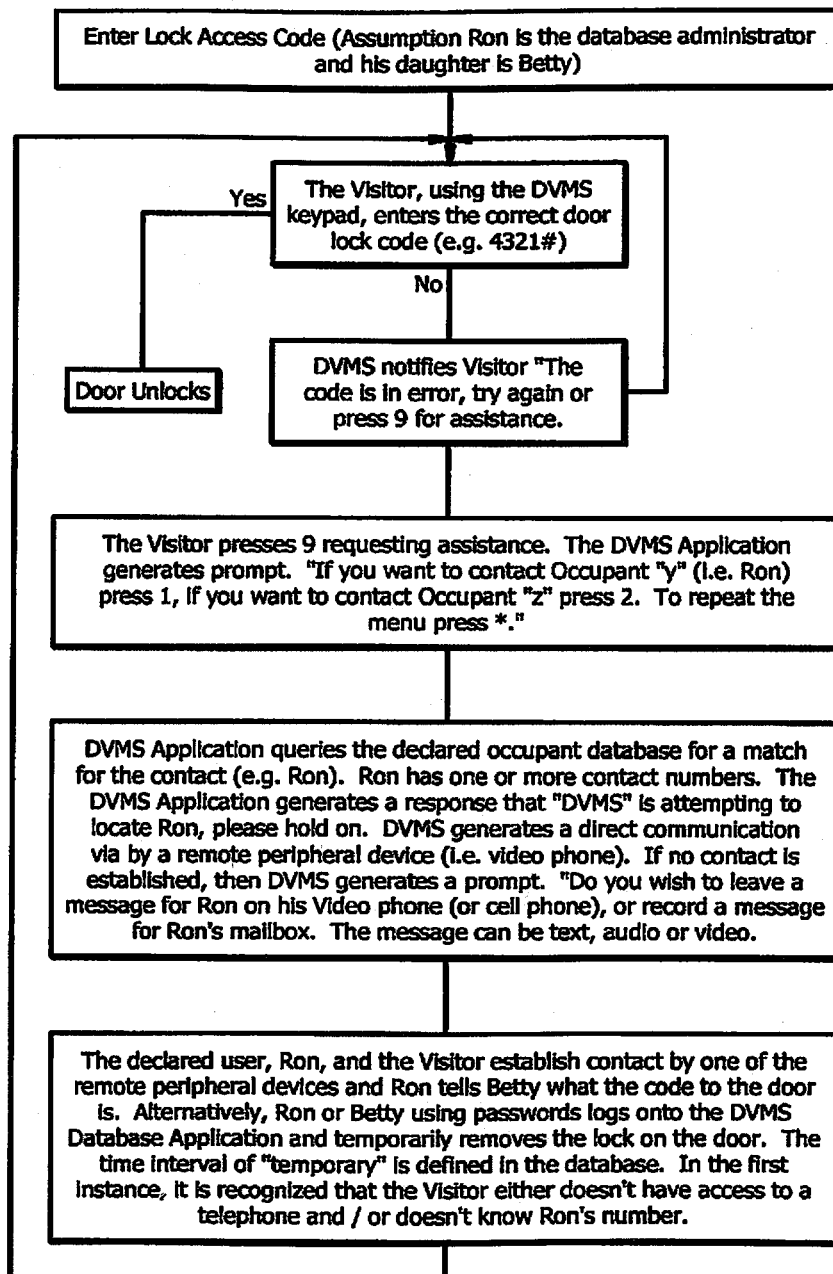 Enter Lock Access Code (Assumption Ron is the database administrator
and his daughter is Betty)
Yes
The Visitor, using the DVMS
keypad, enters the correct door
lock code (e.g. 4321#)
No
Door Unlocks
DVMS notifies Visitor "The
code is in error, try again or
press 9 for assistance.
The Visitor presses 9 requesting assistance. The DVMS Application
generates prompt. "If you want to contact Occupant "y" (i.e. Ron)
press 1, if you want to contact Occupant "z" press 2. To repeat the
menu press *."
DVMS Application queries the declared occupant database for a match
for the contact (e.g. Ron). Ron has one or more contact numbers. The
DVMS Application generates a response that "DVMS" is attempting to
locate Ron, please hold on. DVMS generates a direct communication
via by a remote peripheral device (i.e. video phone). If no contact is
established, then DVMS generates a prompt. "Do you wish to leave a
message for Ron on his Video phone (or cell phone), or record a message
for Ron's mailbox. The message can be text, audio or video.
The declared user, Ron, and the Visitor establish contact by one of the
remote peripheral devices and Ron tells Betty what the code to the door
is. Alternatively, Ron or Betty using passwords logs onto the DVMS
Database Application and temporarily removes the lock on the door. The
time interval of "temporary" is defined in the database. In the first
instance, it is recognized that the Visitor either doesn't have access to a
telephone and / or doesn't know Ron's number.